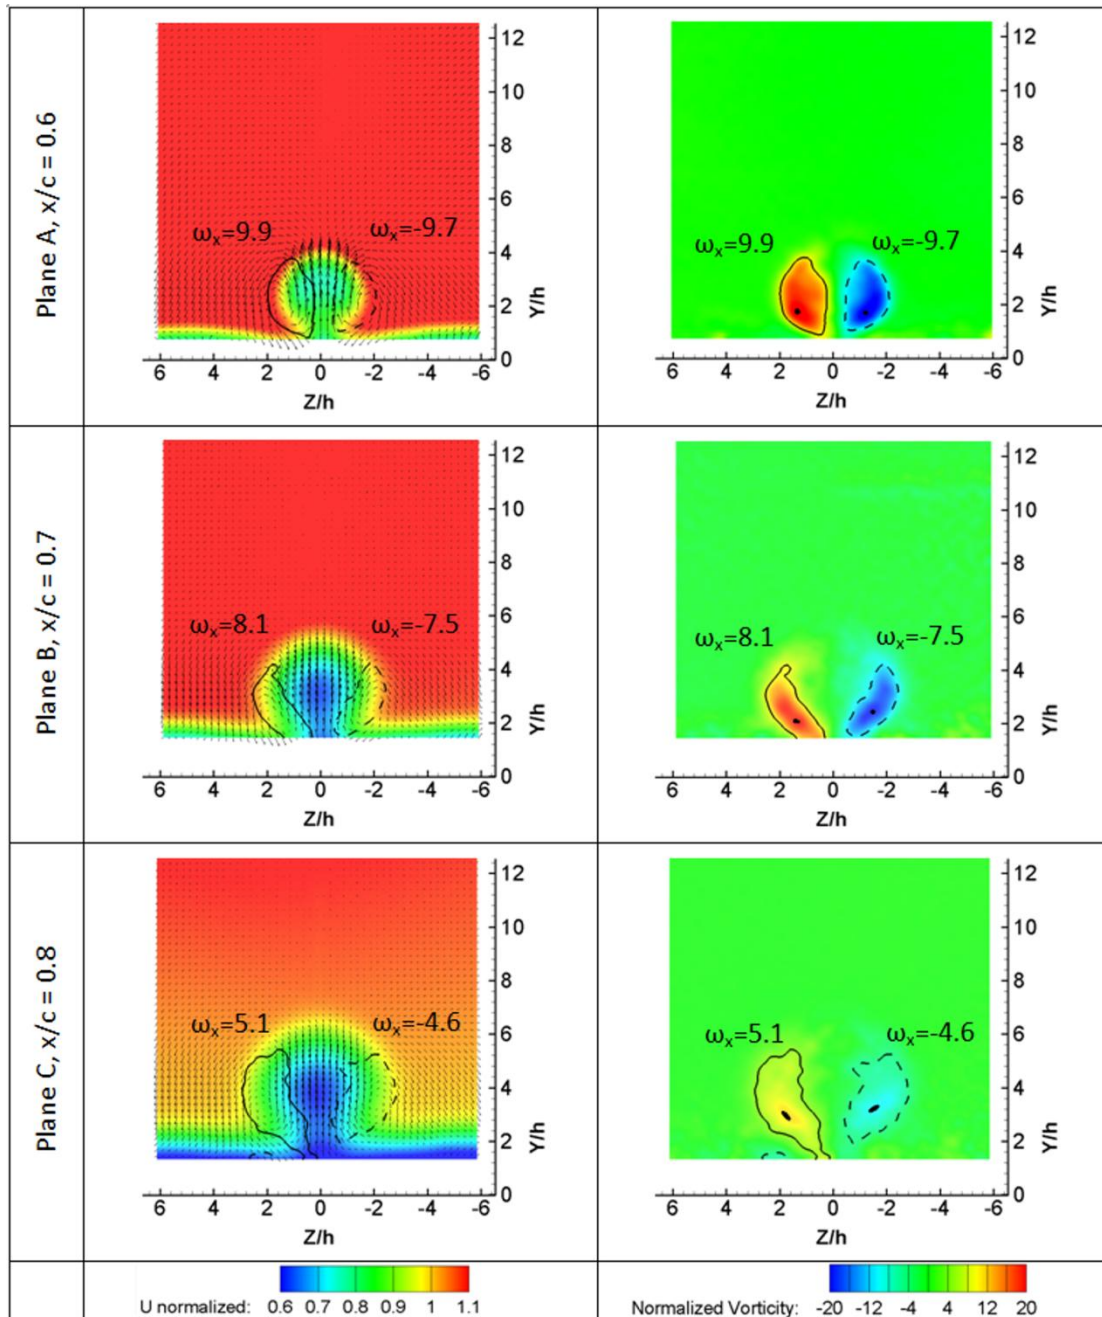 Plane A, x/c = 0.6
ωx=9.9
ωx=-9.7
12
10
8
6
4
2
0
Y/h
6 4 2 0 -2 -4 -6
Z/h
ωx=9.9
ωx=-9.7
12
10
8
6
4
2
0
Y/h
6 4 2 0 -2 -4 -6
Z/h
Plane B, x/c = 0.7
ωx=8.1
ωx=-7.5
12
10
8
6
4
2
0
Y/h
6 4 2 0 -2 -4 -6
Z/h
ωx=8.1
ωx=-7.5
12
10
8
6
4
2
0
Y/h
6 4 2 0 -2 -4 -6
Z/h
Plane C, x/c = 0.8
ωx=5.1
ωx=-4.6
12
10
8
6
4
2
0
Y/h
6 4 2 0 -2 -4 -6
Z/h
ωx=5.1
ωx=-4.6
12
10
8
6
4
2
0
Y/h
6 4 2 0 -2 -4 -6
Z/h
U normalized: 0.6 0.7 0.8 0.9 1 1.1
Normalized Vorticity: -20 -12 -4 4 12 20